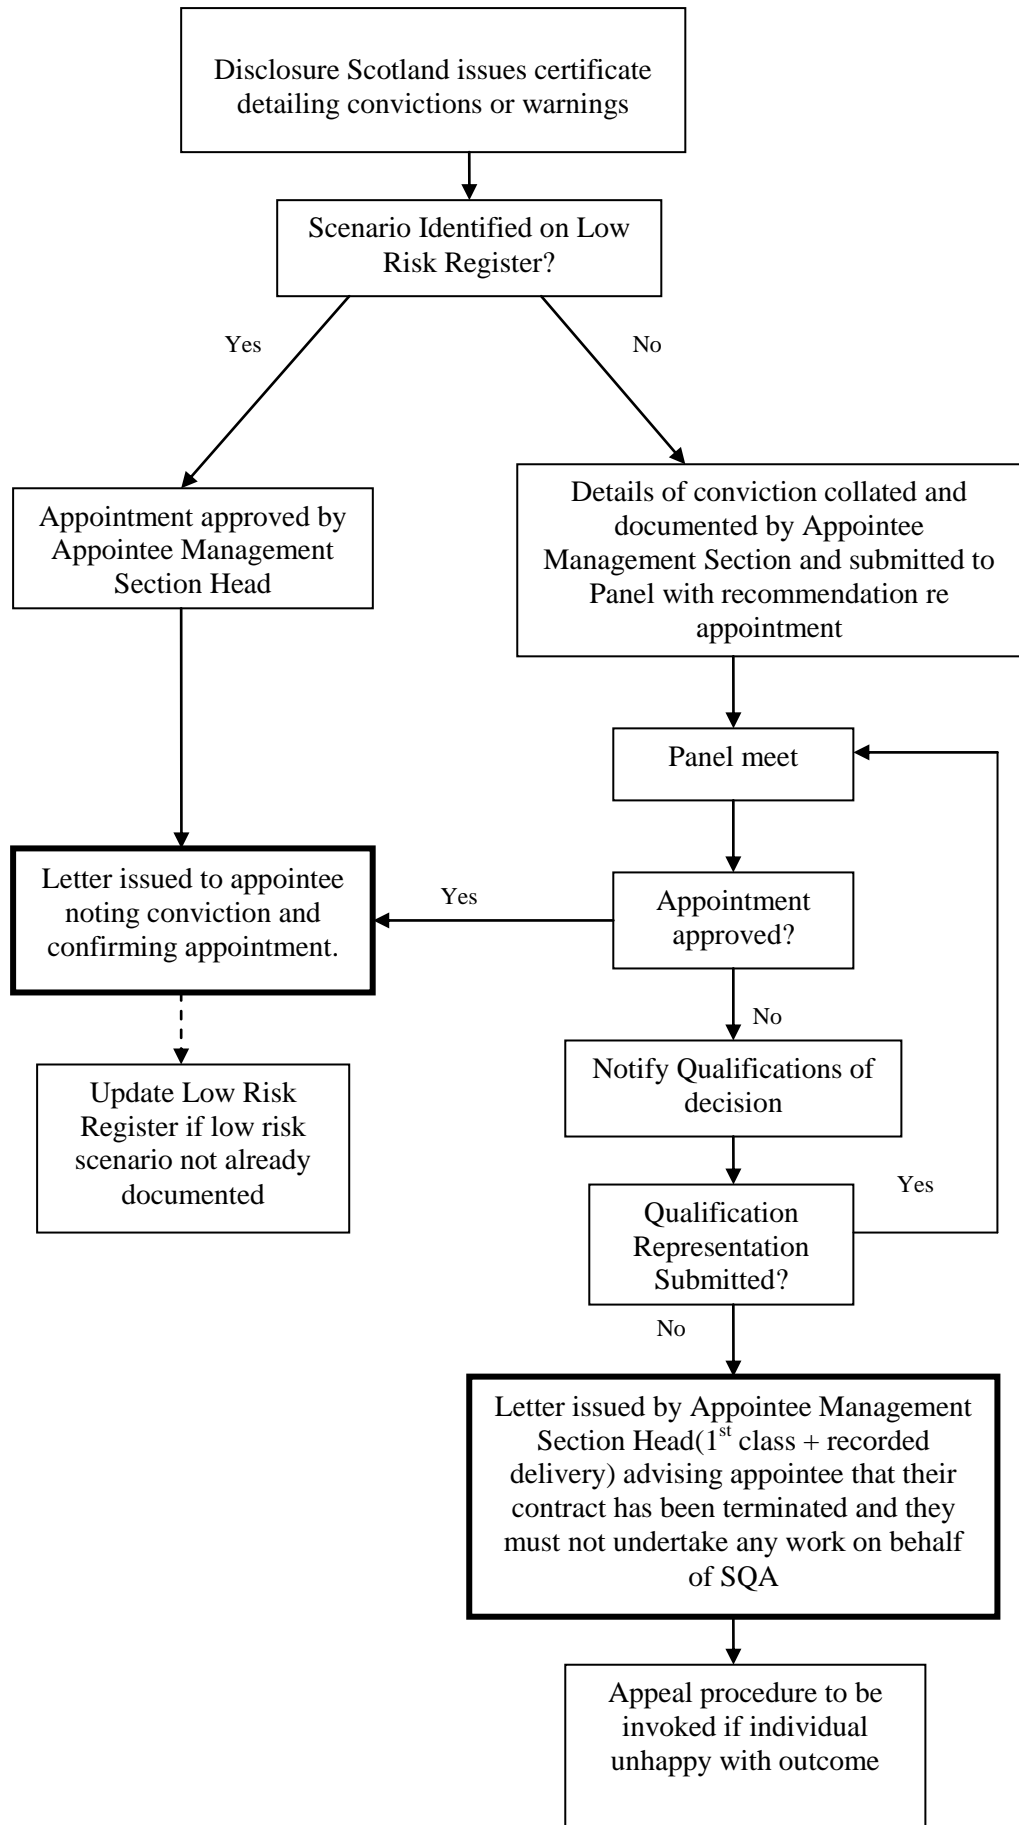 Disclosure Scotland issues certificate
detailing convictions or warnings
Scenario Identified on Low
Risk Register?
Yes
No
Appointment approved by
Appointee Management
Section Head
Details of conviction collated and
documented by Appointee
Management Section and submitted to
Panel with recommendation re
appointment
Panel meet
Letter issued to appointee
noting conviction and
confirming appointment.
Yes
Appointment
approved?
No
Update Low Risk
Register if low risk
scenario not already
documented
Notify Qualifications of
decision
Yes
Qualification
Representation
Submitted?
No
Letter issued by Appointee Management
Section Head(1st class + recorded
delivery) advising appointee that their
contract has been terminated and they
must not undertake any work on behalf
of SQA
Appeal procedure to be
invoked if individual
unhappy with outcome